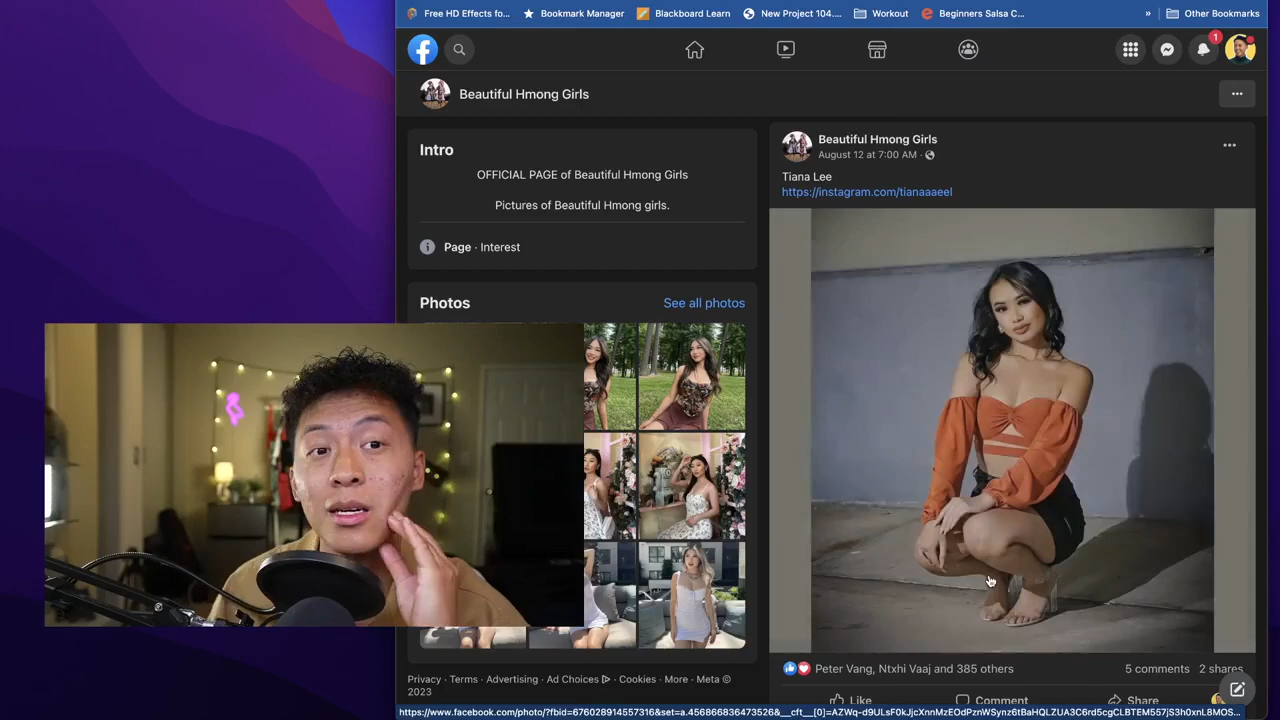 Free HD Effects fo...
Bookmark Manager
Blackboard Learn
New Project 104....
Workout
Beginners Salsa C...
»
Other Bookmarks
1
Beautiful Hmong Girls
Intro
OFFICIAL PAGE of Beautiful Hmong Girls
Pictures of Beautiful Hmong girls.
Page · Interest
Photos
See all photos
Privacy · Terms · Advertising · Ad Choices · Cookies · More · Meta ©
2023
Beautiful Hmong Girls
August 12 at 7:00 AM ·
Tiana Lee
https://instagram.com/tianaaaeel
Peter Vang, Ntxhi Vaaj and 385 others
5 comments
2 shares
Like
Comment
Share